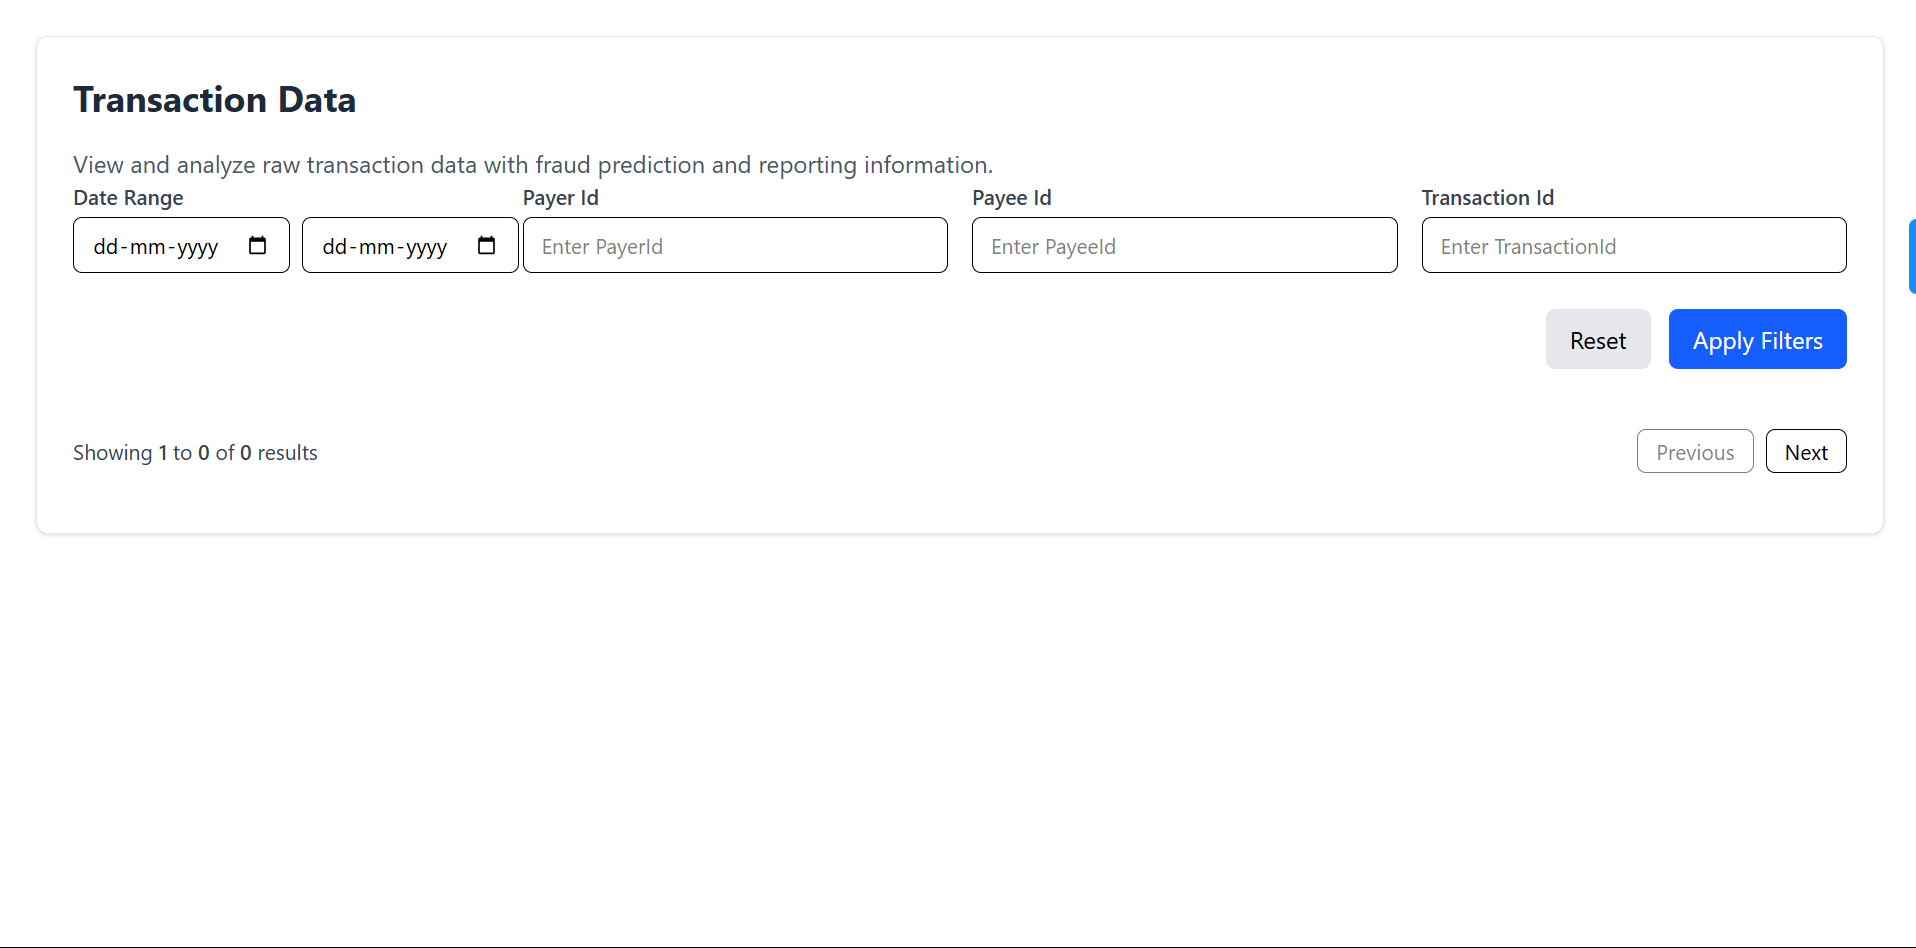 Transaction Data
View and analyze raw transaction data with fraud prediction and reporting information.
Date Range Payer Id Payee Id Transaction Id
dd-mm-yyyy dd-mm-yyyy Enter PayerId Enter PayeeId Enter TransactionId
Reset Apply Filters
Showing 1 to 0 of 0 results Previous Next